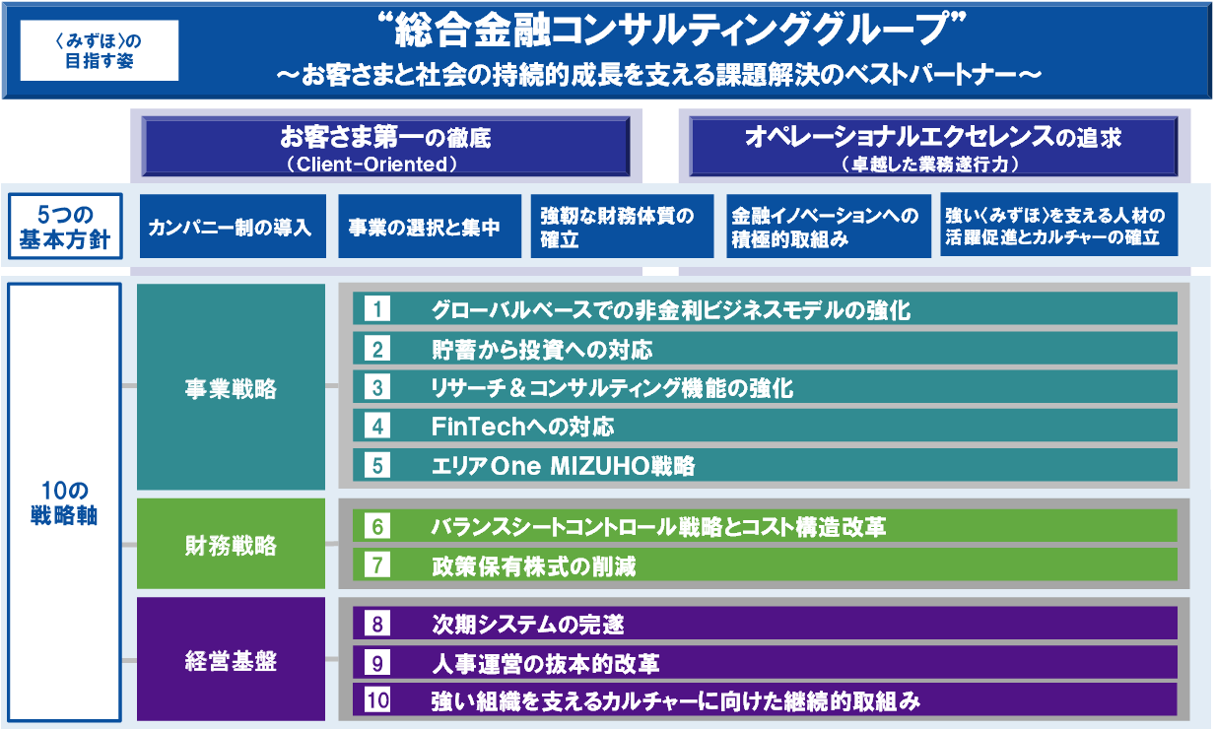 〈みずほ〉の
目指す姿
“総合金融コンサルティンググループ”
～お客さまと社会の持続的成長を支える課題解決のベストパートナー～
お客さま第一の徹底
（Client-Oriented）
オペレーショナルエクセレンスの追求
（卓越した業務遂行力）
5つの
基本方針
カンパニー制の導入
事業の選択と集中
強靭な財務体質の
確立
金融イノベーションへの
積極的取組み
強い〈みずほ〉を支える人材の
活躍促進とカルチャーの確立
10の
戦略軸
事業戦略
1 グローバルベースでの非金利ビジネスモデルの強化
2 貯蓄から投資への対応
3 リサーチ＆コンサルティング機能の強化
4 FinTechへの対応
5 エリアOne MIZUHO戦略
財務戦略
6 バランスシートコントロール戦略とコスト構造改革
7 政策保有株式の削減
経営基盤
8 次期システムの完遂
9 人事運営の抜本的改革
10 強い組織を支えるカルチャーに向けた継続的取組み